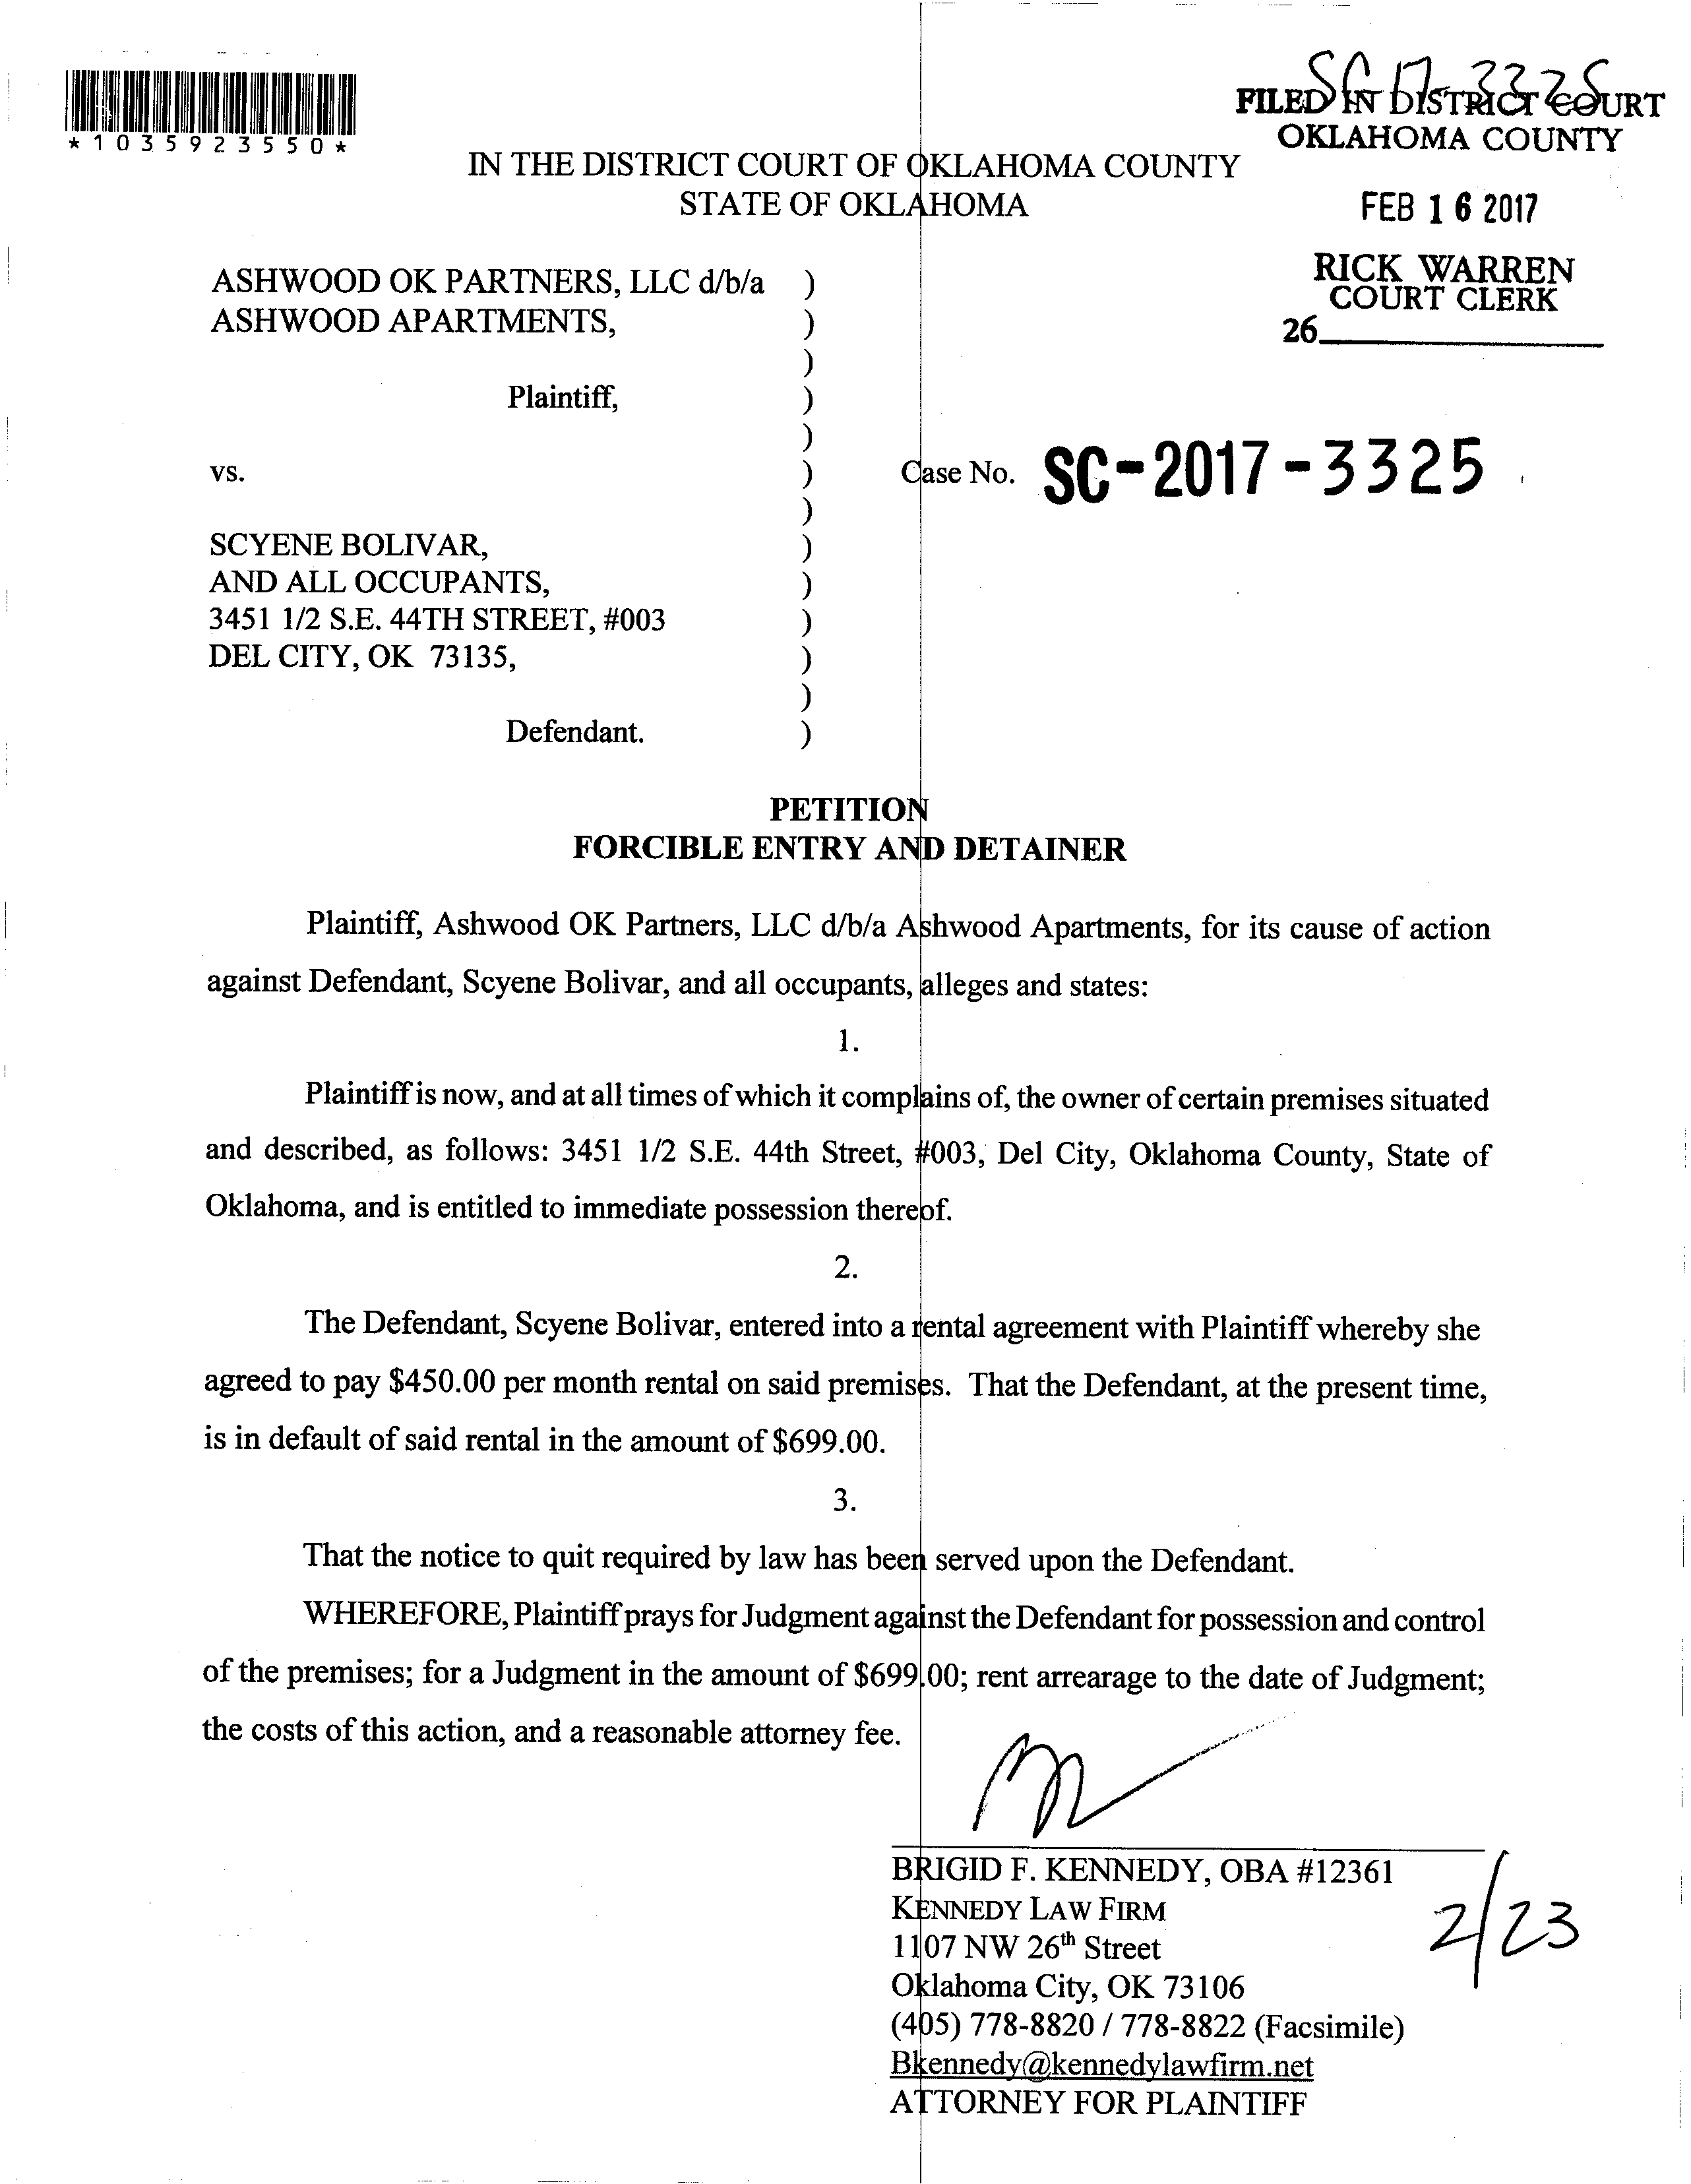 SC 17-3325
*1035923550*
FILED IN DISTRICT COURT
OKLAHOMA COUNTY
IN THE DISTRICT COURT OF OKLAHOMA COUNTY
STATE OF OKLAHOMA
FEB 16 2017
RICK WARREN
COURT CLERK
26
ASHWOOD OK PARTNERS, LLC d/b/a )
ASHWOOD APARTMENTS, )
)
Plaintiff, )
)
vs. ) Case No. SC-2017-3325
)
SCYENE BOLIVAR, )
AND ALL OCCUPANTS, )
3451 1/2 S.E. 44TH STREET, #003 )
DEL CITY, OK 73135, )
)
Defendant. )
PETITION
FORCIBLE ENTRY AND DETAINER
Plaintiff, Ashwood OK Partners, LLC d/b/a Ashwood Apartments, for its cause of action
against Defendant, Scyene Bolivar, and all occupants, alleges and states:
1.
Plaintiff is now, and at all times of which it complains of, the owner of certain premises situated
and described, as follows: 3451 1/2 S.E. 44th Street, #003, Del City, Oklahoma County, State of
Oklahoma, and is entitled to immediate possession thereof.
2.
The Defendant, Scyene Bolivar, entered into a rental agreement with Plaintiff whereby she
agreed to pay $450.00 per month rental on said premises. That the Defendant, at the present time,
is in default of said rental in the amount of $699.00.
3.
That the notice to quit required by law has been served upon the Defendant.
WHEREFORE, Plaintiff prays for Judgment against the Defendant for possession and control
of the premises; for a Judgment in the amount of $699.00; rent arrearage to the date of Judgment;
the costs of this action, and a reasonable attorney fee.
BRIGID F. KENNEDY, OBA #12361
KENNEDY LAW FIRM
1107 NW 26th Street
2/23
Oklahoma City, OK 73106
(405) 778-8820 / 778-8822 (Facsimile)
Bkennedy@kennedylawfirm.net
ATTORNEY FOR PLAINTIFF